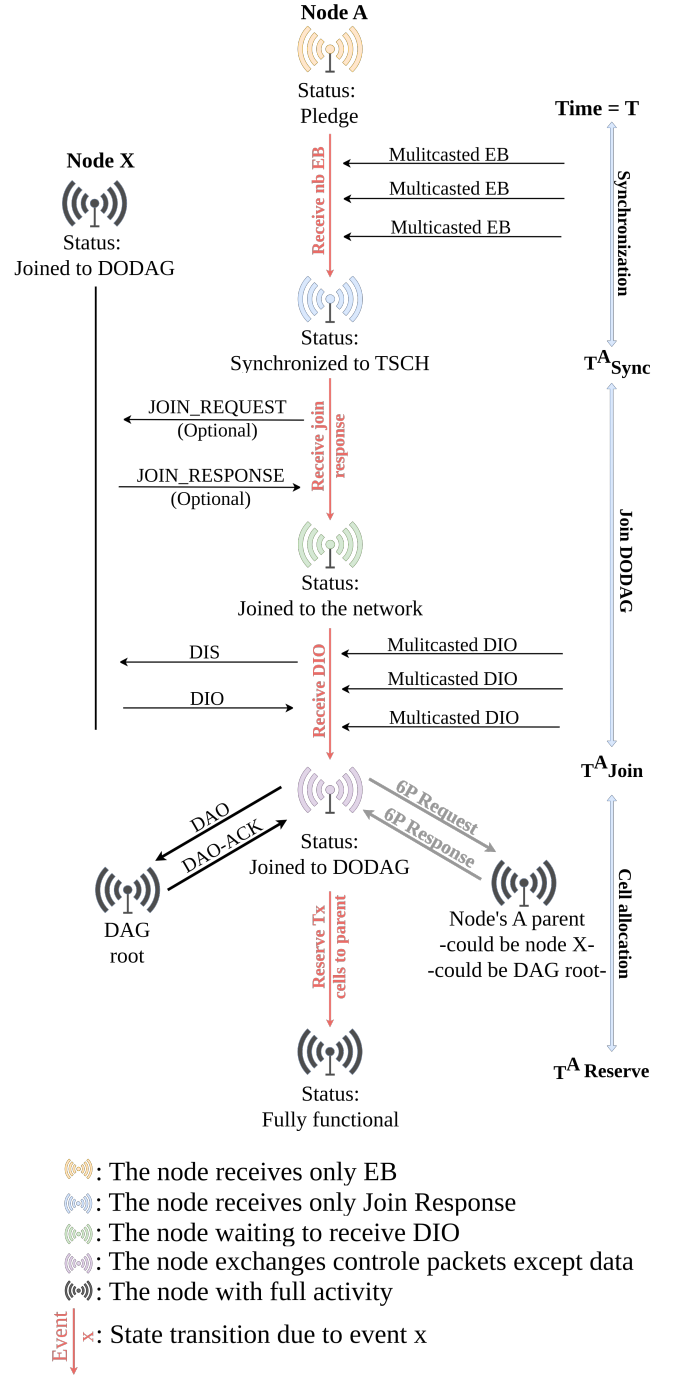 Node A
Status:
Pledge
Time = T
Node X
Status:
Joined to DODAG
Receive nb EB
Mulitcasted EB
Multicasted EB
Multicasted EB
Synchronization
Status:
Synchronized to TSCH
TASync
JOIN_REQUEST
(Optional)
JOIN_RESPONSE
(Optional)
Receive join
response
Join DODAG
Status:
Joined to the network
DIS
DIO
Receive DIO
Mulitcasted DIO
Multicasted DIO
Multicasted DIO
TAJoin
DAO
DAO-ACK
6P Request
6P Response
Status:
Joined to DODAG
DAG
root
Node's A parent
-could be node X-
-could be DAG root-
Reserve Tx
cells to parent
Cell allocation
TA Reserve
Status:
Fully functional
: The node receives only EB
: The node receives only Join Response
: The node waiting to receive DIO
: The node exchanges controle packets except data
: The node with full activity
Event
x
: State transition due to event x